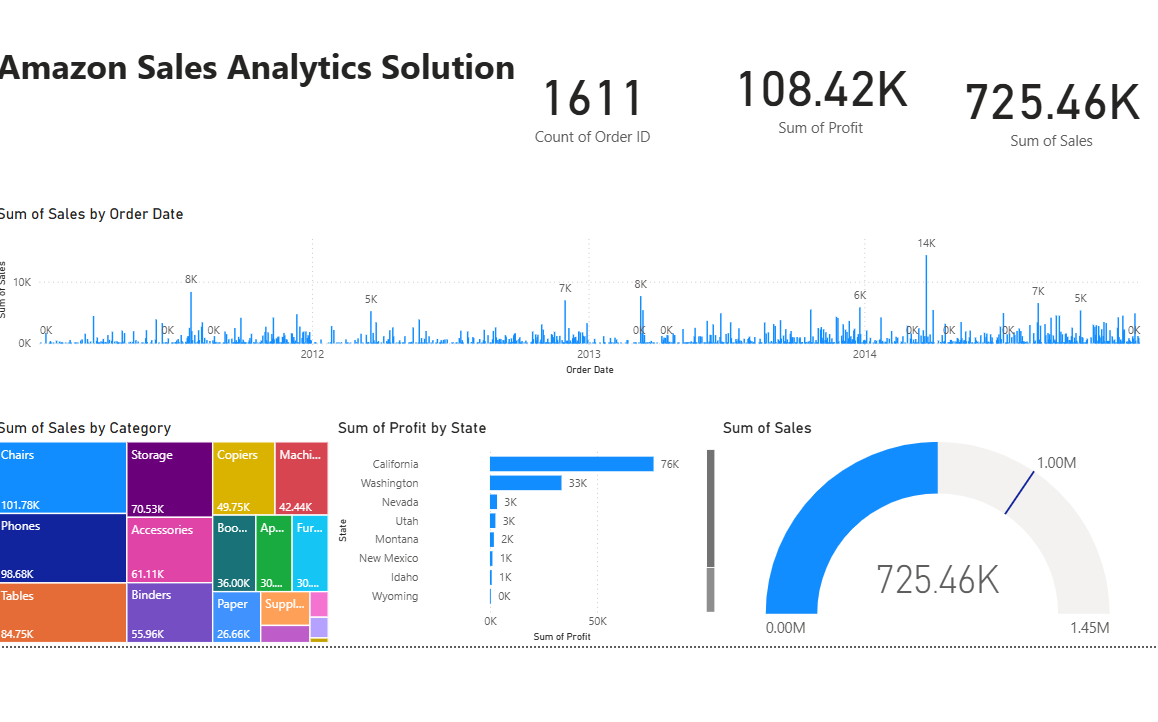 Amazon Sales Analytics Solution
1611
Count of Order ID
108.42K
Sum of Profit
725.46K
Sum of Sales
Sum of Sales by Order Date
Sum of Sales
10K
0K
0K
8K
0K
0K
5K
7K
8K
0K
0K
6K
0K
14K
0K
0K
7K
5K
0K
2012
2013
2014
Order Date
Sum of Sales by Category
Chairs
101.78K
Phones
98.68K
Tables
84.75K
Storage
70.53K
Accessories
61.11K
Binders
55.96K
Copiers
49.75K
Machi...
42.44K
Boo...
36.00K
Ap...
30....
Fur...
30....
Paper
26.66K
Suppl...
Sum of Profit by State
State
California 76K
Washington 33K
Nevada 3K
Utah 3K
Montana 2K
New Mexico 1K
Idaho 1K
Wyoming 0K
0K 50K
Sum of Profit
Sum of Sales
1.00M
725.46K
0.00M 1.45M